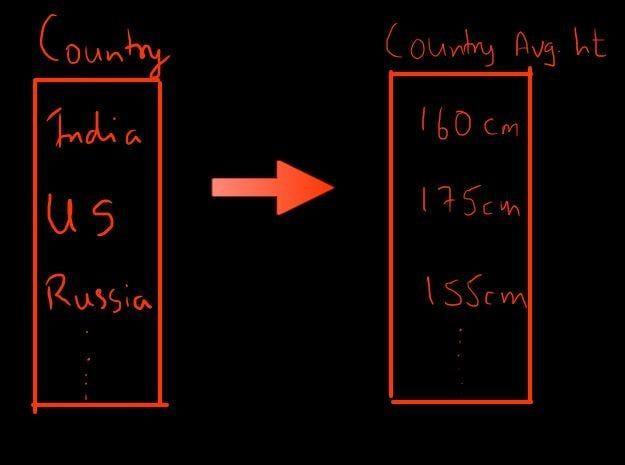 Country
India
US
Russia
Country Avg. ht
160 cm
175cm
155cm